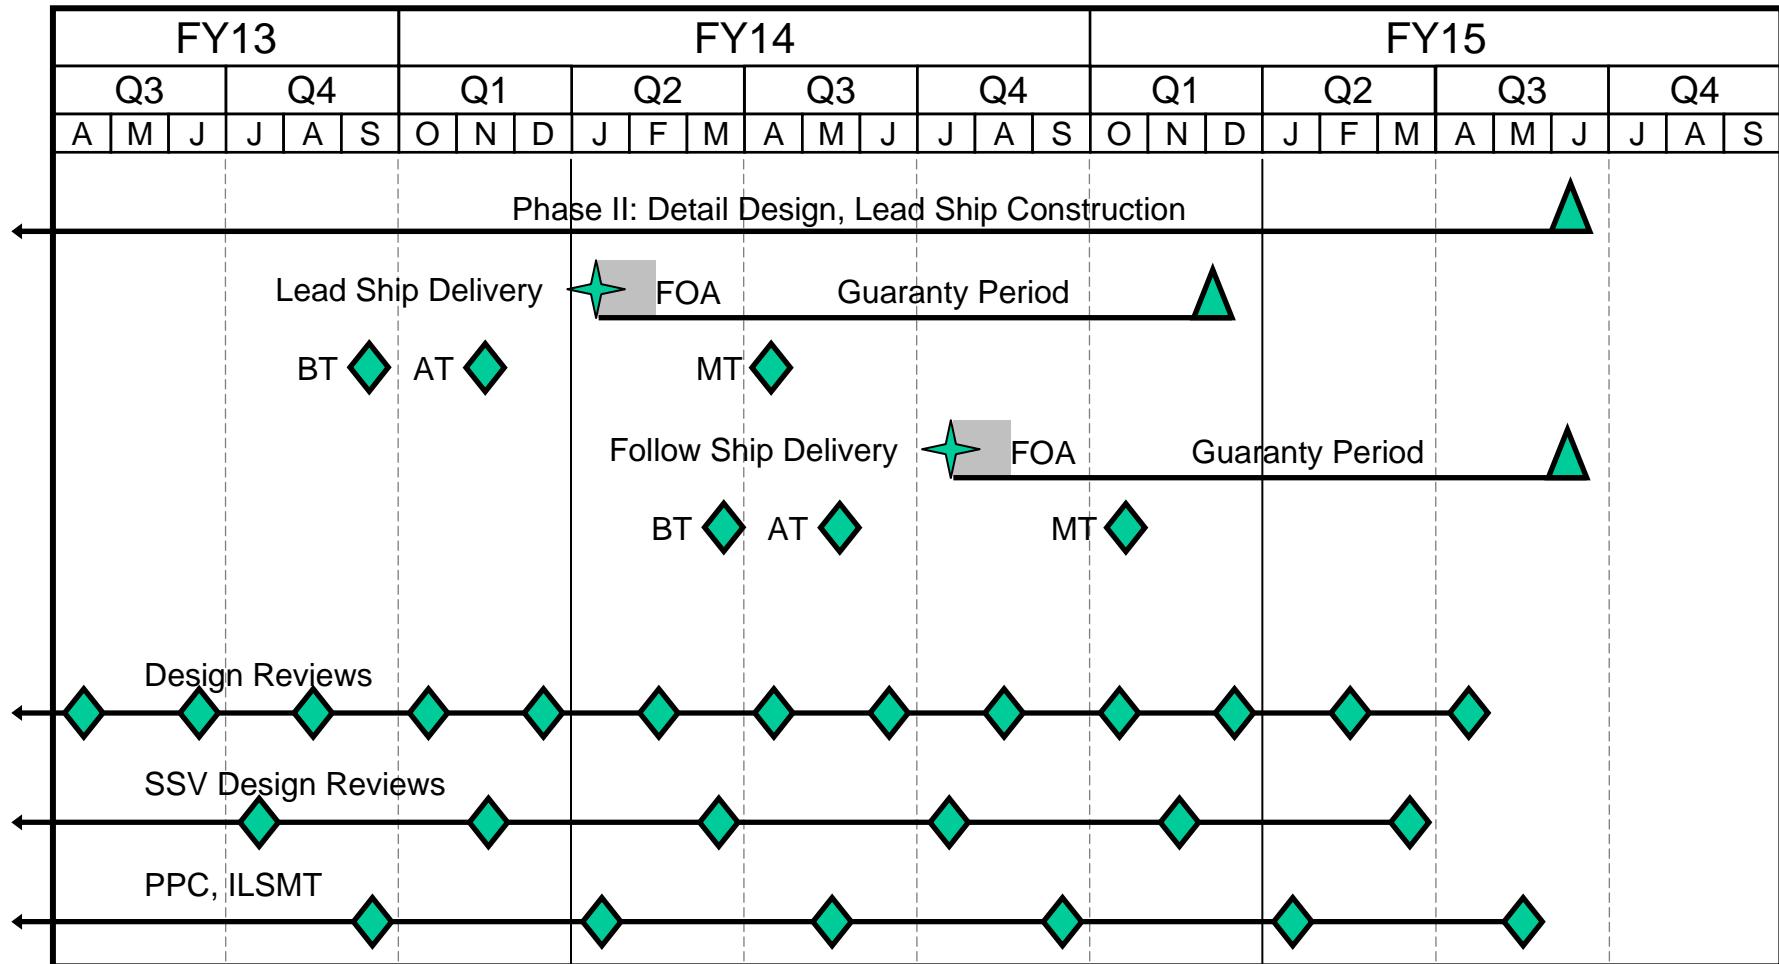 FY13 FY14 FY15
Q3 Q4 Q1 Q2 Q3 Q4 Q1 Q2 Q3 Q4
A M J J A S O N D J F M A M J J A S O N D J F M A M J J A S
Phase II: Detail Design, Lead Ship Construction
Lead Ship Delivery FOA Guaranty Period
BT AT MT
Follow Ship Delivery FOA Guaranty Period
BT AT MT
Design Reviews
SSV Design Reviews
PPC, ILSMT